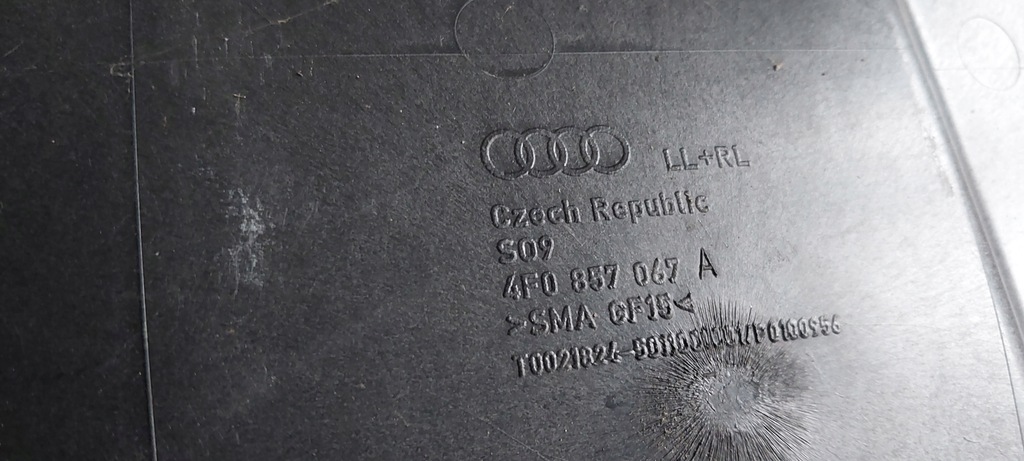 LL+RL
Czech Republic
S09
4F0 857 067 A
>SMA GF15<